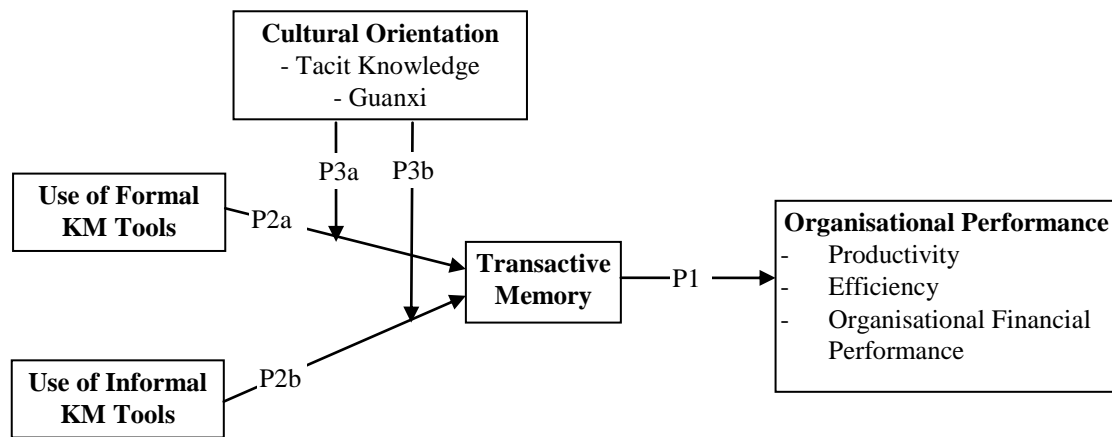 Cultural Orientation
- Tacit Knowledge
- Guanxi
P3a
P3b
Use of Formal
KM Tools
P2a
Transactive
Memory
P1
Organisational Performance
- Productivity
- Efficiency
- Organisational Financial
Performance
Use of Informal
KM Tools
P2b